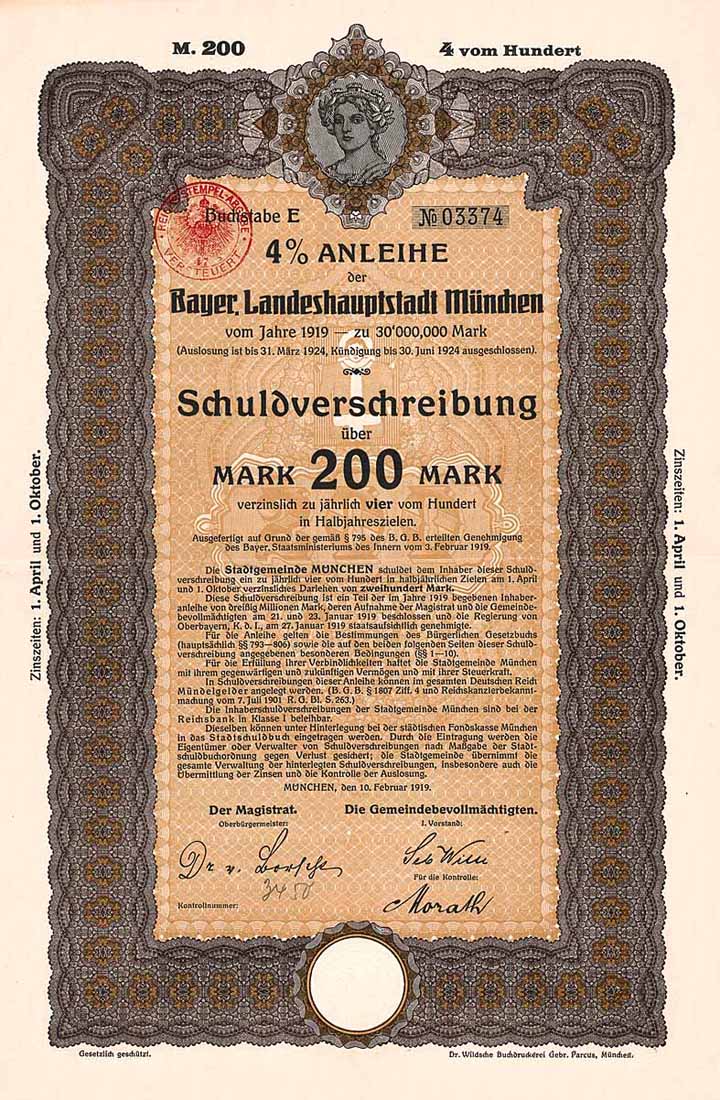 M. 200
4 vom Hundert
REICHSSTEMPEL-ABGABE
VERSTEUERT
Buchstabe E
№ 03374
4% ANLEIHE
der
Bayer. Landeshauptstadt München
vom Jahre 1919 — zu 30'000,000 Mark
(Auslosung ist bis 31. März 1924, Kündigung bis 30. Juni 1924 ausgeschlossen).
Schuldverschreibung
über
MARK 200 MARK
verzinslich zu jährlich vier vom Hundert
in Halbjahreszielen.
Ausgefertigt auf Grund der gemäß § 795 des B. G. B. erteilten Genehmigung
des Bayer. Staatsministeriums des Innern vom 3. Februar 1919.
Die Stadtgemeinde MÜNCHEN schuldet dem Inhaber dieser Schuld-
verschreibung ein zu jährlich vier vom Hundert in halbjährlichen Zielen am 1. April
und 1. Oktober verzinsliches Darlehen von zweihundert Mark.
Diese Schuldverschreibung ist ein Teil der im Jahre 1919 begebenen Inhaber-
anleihe von dreißig Millionen Mark, deren Aufnahme der Magistrat und die Gemeinde-
bevollmächtigten am 21. und 23. Januar 1919 beschlossen und die Regierung von
Oberbayern, K. d. I., am 27. Januar 1919 staatsaufsichtlich genehmigte.
Für die Anleihe gelten die Bestimmungen des Bürgerlichen Gesetzbuchs
(hauptsächlich §§ 793—806) sowie die auf den beiden folgenden Seiten dieser Schuld-
verschreibung angegebenen besonderen Bedingungen (§§ 1—10).
Für die Erfüllung ihrer Verbindlichkeiten haftet die Stadtgemeinde München
mit ihrem gegenwärtigen und zukünftigen Vermögen und mit ihrer Steuerkraft.
In Schuldverschreibungen dieser Anleihe können im gesamten Deutschen Reich
Mündelgelder angelegt werden. (B. G. B. § 1807 Ziff. 4 und Reichskanzlerbekannt-
machung vom 7. Juli 1901 R. G. Bl. S. 263.)
Die Inhaberschuldverschreibungen der Stadtgemeinde München sind bei der
Reichsbank in Klasse I beleihbar.
Dieselben können unter Hinterlegung bei der städtischen Fondskasse München
in das Stadtschuldbuch eingetragen werden. Durch die Eintragung werden die
Eigentümer oder Verwalter von Schuldverschreibungen nach Maßgabe der Stadt-
schuldbuchordnung gegen Verlust gesichert; die Stadtgemeinde übernimmt die
gesamte Verwaltung der hinterlegten Schuldverschreibungen, insbesondere auch die
Übermittlung der Zinsen und die Kontrolle der Auslosung.
MÜNCHEN, den 10. Februar 1919.
Der Magistrat.
Oberbürgermeister:
Dr v. Borscht
3450
Kontrollnummer:
Die Gemeindebevollmächtigten.
I. Vorstand:
Seb Witti
Für die Kontrolle:
Morath
Zinszeiten: 1. April und 1. Oktober.
Zinszeiten: 1. April und 1. Oktober.
Gesetzlich geschützt.
Dr. Wildsche Buchdruckerei Gebr. Parcus, München.